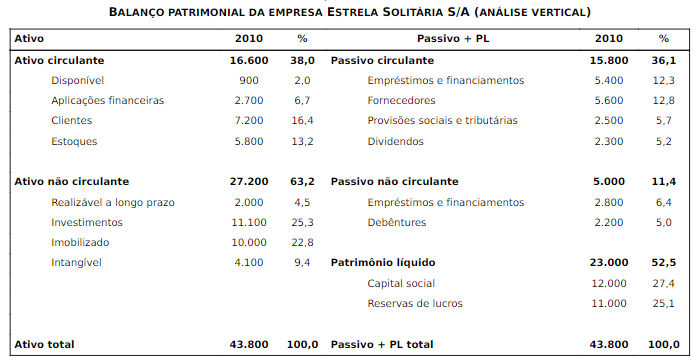 BALANÇO PATRIMONIAL DA EMPRESA ESTRELA SOLITÁRIA S/A (ANÁLISE VERTICAL)
Ativo 2010 % Passivo + PL 2010 %
Ativo circulante 16.600 38,0 Passivo circulante 15.800 36,1
Disponível 900 2,0 Empréstimos e financiamentos 5.400 12,3
Aplicações financeiras 2.700 6,7 Fornecedores 5.600 12,8
Clientes 7.200 16,4 Provisões sociais e tributárias 2.500 5,7
Estoques 5.800 13,2 Dividendos 2.300 5,2
Ativo não circulante 27.200 63,2 Passivo não circulante 5.000 11,4
Realizável a longo prazo 2.000 4,5 Empréstimos e financiamentos 2.800 6,4
Investimentos 11.100 25,3 Debêntures 2.200 5,0
Imobilizado 10.000 22,8
Intangível 4.100 9,4 Patrimônio líquido 23.000 52,5
Capital social 12.000 27,4
Reservas de lucros 11.000 25,1
Ativo total 43.800 100,0 Passivo + PL total 43.800 100,0